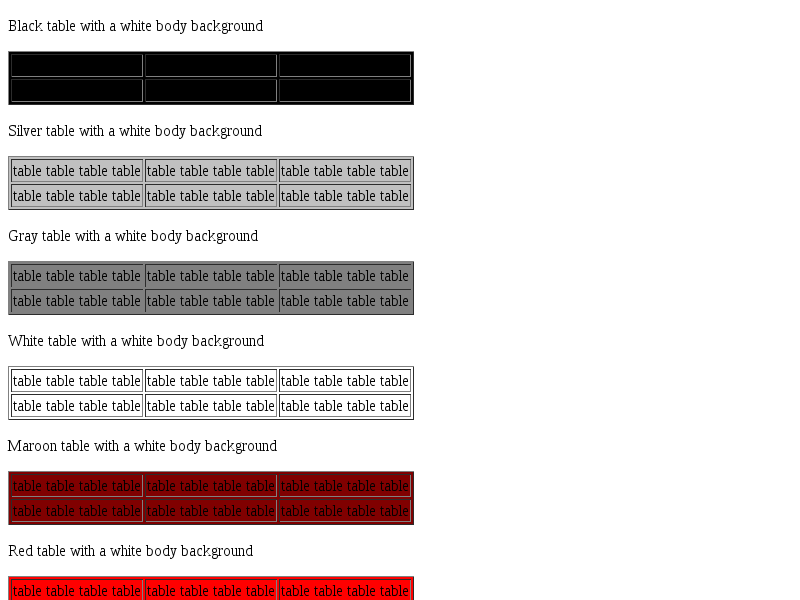 Black table with a white body background
Silver table with a white body background
table table table table table table table table table table table table
table table table table table table table table table table table table
Gray table with a white body background
table table table table table table table table table table table table
table table table table table table table table table table table table
White table with a white body background
table table table table table table table table table table table table
table table table table table table table table table table table table
Maroon table with a white body background
table table table table table table table table table table table table
table table table table table table table table table table table table
Red table with a white body background
table table table table table table table table table table table table